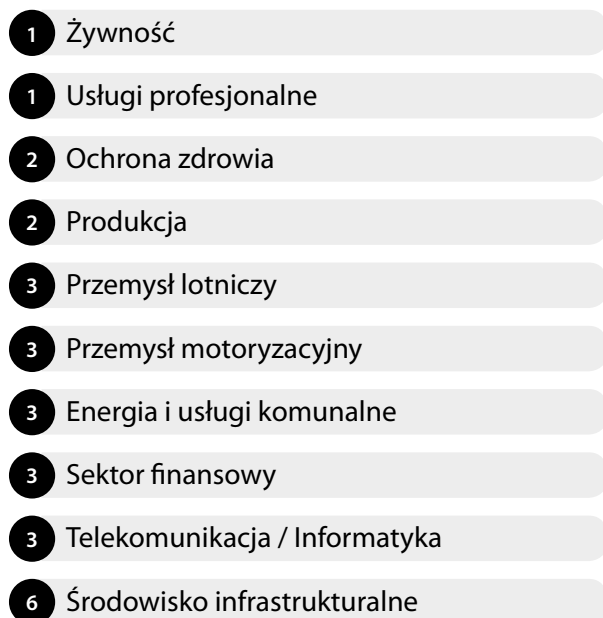 1 Żywność
1 Usługi profesjonalne
2 Ochrona zdrowia
2 Produkcja
3 Przemysł lotniczy
3 Przemysł motoryzacyjny
3 Energia i usługi komunalne
3 Sektor finansowy
3 Telekomunikacja / Informatyka
6 Środowisko infrastrukturalne